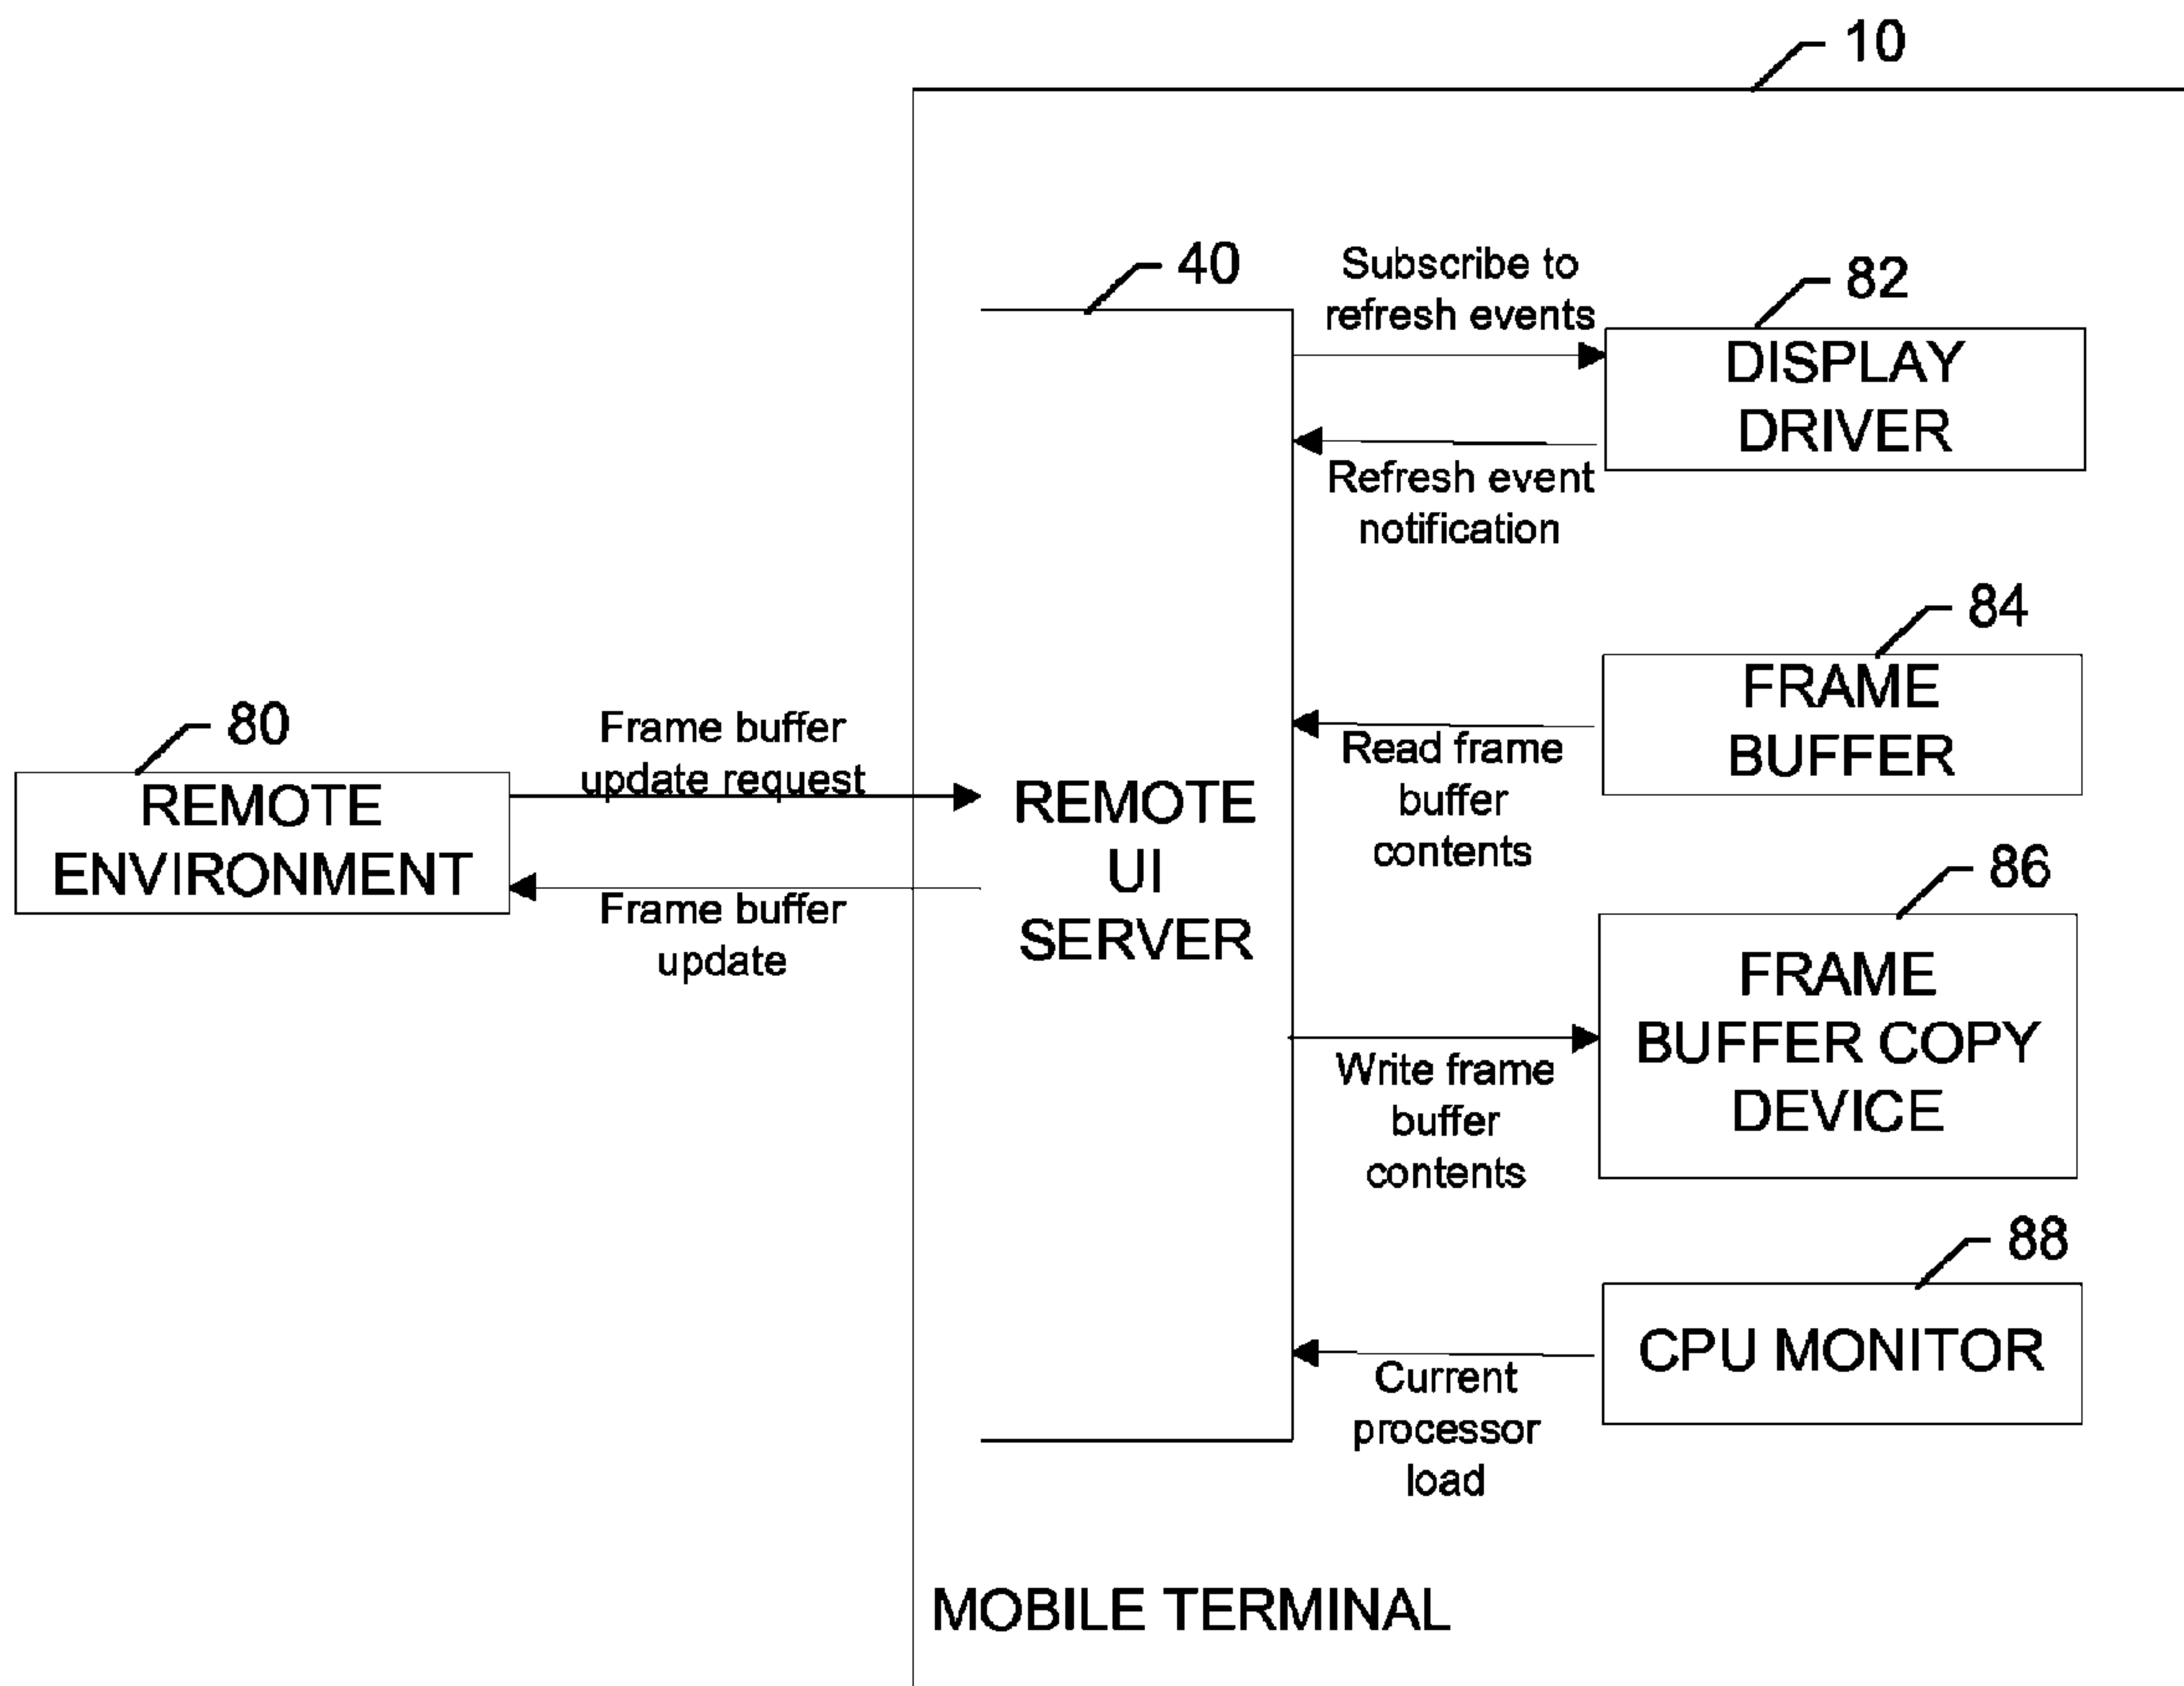 10
40
Subscribe to
refresh events
82
DISPLAY
DRIVER
Refresh event
notification
84
FRAME
BUFFER
Read frame
buffer
contents
80
REMOTE
ENVIRONMENT
Frame buffer
update request
Frame buffer
update
REMOTE
UI
SERVER
86
FRAME
BUFFER COPY
DEVICE
Write frame
buffer
contents
88
CPU MONITOR
Current
processor
load
MOBILE TERMINAL